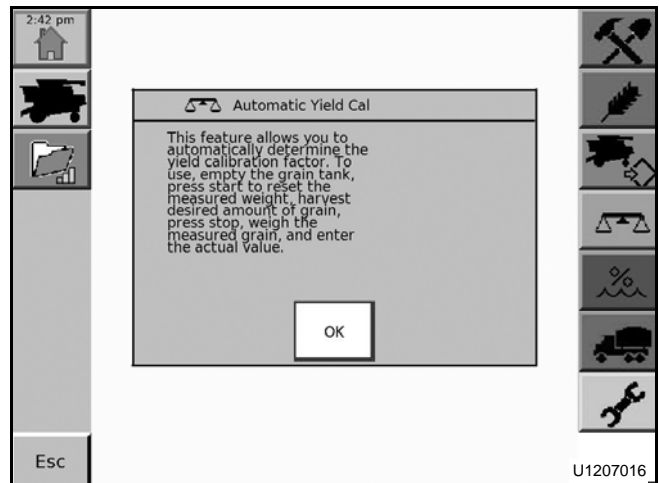 2:42 pm
Automatic Yield Cal
This feature allows you to
automatically determine the
yield calibration factor. To
use, empty the grain tank,
press start to reset the
measured weight, harvest
desired amount of grain,
press stop, weigh the
measured grain, and enter
the actual value.
OK
%
Esc
U1207016